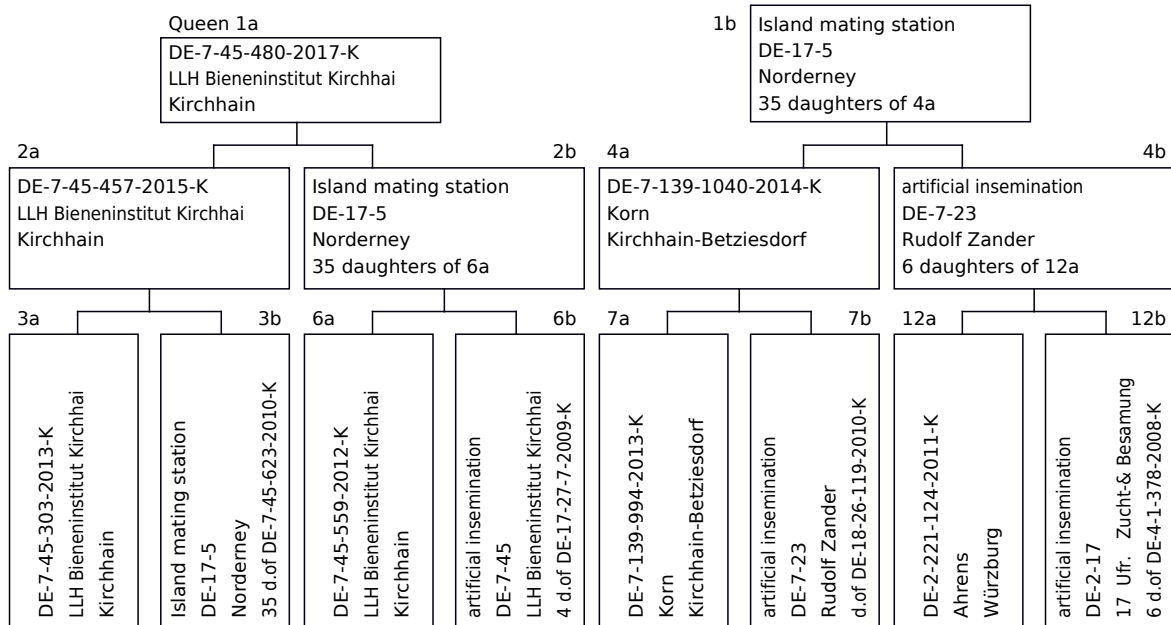 Queen 1a
DE-7-45-480-2017-K
LLH Bieneninstitut Kirchhai
Kirchhain
1b
Island mating station
DE-17-5
Norderney
35 daughters of 4a
2a
DE-7-45-457-2015-K
LLH Bieneninstitut Kirchhai
Kirchhain
2b
Island mating station
DE-17-5
Norderney
35 daughters of 6a
4a
DE-7-139-1040-2014-K
Korn
Kirchhain-Betziesdorf
4b
artificial insemination
DE-7-23
Rudolf Zander
6 daughters of 12a
3a
DE-7-45-303-2013-K
LLH Bieneninstitut Kirchhai
Kirchhain
3b
Island mating station
DE-17-5
Norderney
35 d.of DE-7-45-623-2010-K
6a
DE-7-45-559-2012-K
LLH Bieneninstitut Kirchhai
Kirchhain
6b
artificial insemination
DE-7-45
LLH Bieneninstitut Kirchhai
4 d.of DE-17-27-7-2009-K
7a
DE-7-139-994-2013-K
Korn
Kirchhain-Betziesdorf
7b
artificial insemination
DE-7-23
Rudolf Zander
d.of DE-18-26-119-2010-K
12a
DE-2-221-124-2011-K
Ahrens
Würzburg
12b
artificial insemination
DE-2-17
17 Ufr. Zucht-& Besamung
6 d.of DE-4-1-378-2008-K